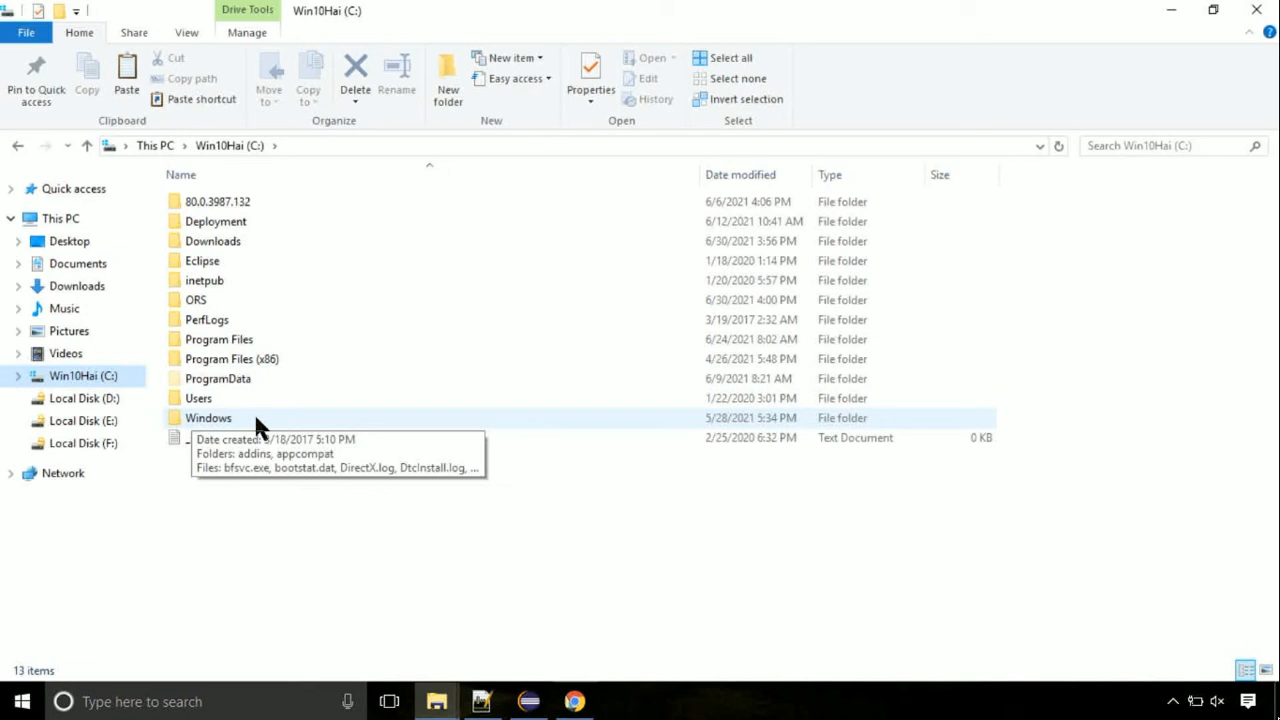 Drive Tools Win10Hai (C:)
File Home Share View Manage
Pin to Quick access
Copy
Paste
Cut
Copy path
Paste shortcut
Clipboard
Move to
Copy to
Delete
Rename
Organize
New folder
New item
Easy access
New
Properties
Open
Edit
History
Open
Select all
Select none
Invert selection
Select
This PC Win10Hai (C:)
Search Win10Hai (C:)
Quick access
This PC
Desktop
Documents
Downloads
Music
Pictures
Videos
Win10Hai (C:)
Local Disk (D:)
Local Disk (E:)
Local Disk (F:)
Network
Name Date modified Type Size
80.0.3987.132 6/6/2021 4:06 PM File folder
Deployment 6/12/2021 10:41 AM File folder
Downloads 6/30/2021 3:56 PM File folder
Eclipse 1/18/2020 1:14 PM File folder
inetpub 1/20/2020 5:57 PM File folder
ORS 6/30/2021 4:00 PM File folder
PerfLogs 3/19/2017 2:32 AM File folder
Program Files 6/24/2021 8:02 AM File folder
Program Files (x86) 4/26/2021 5:48 PM File folder
ProgramData 6/9/2021 8:21 AM File folder
Users 1/22/2020 3:01 PM File folder
Windows 5/28/2021 5:34 PM File folder
2/25/2020 6:32 PM Text Document 0 KB
Date created: /18/2017 5:10 PM
Folders: addins, appcompat
Files: bfsvc.exe, bootstat.dat, DirectX.log, DtcInstall.log, ...
13 items
Type here to search